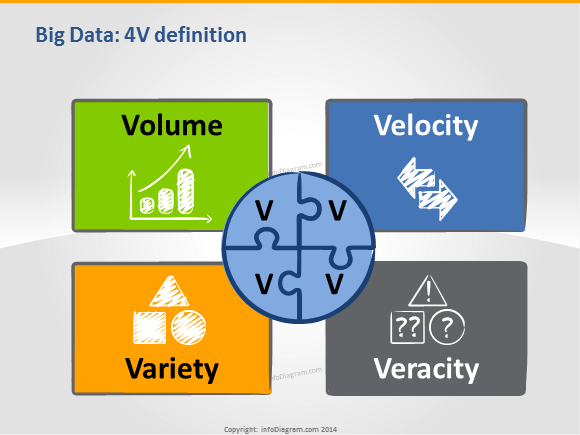 Big Data: 4V definition
Volume
Velocity
infoDiagram.com
V V
V V
! 
?? ?
Variety
Veracity
infoDiagram.com
Copyright: infoDiagram.com 2014